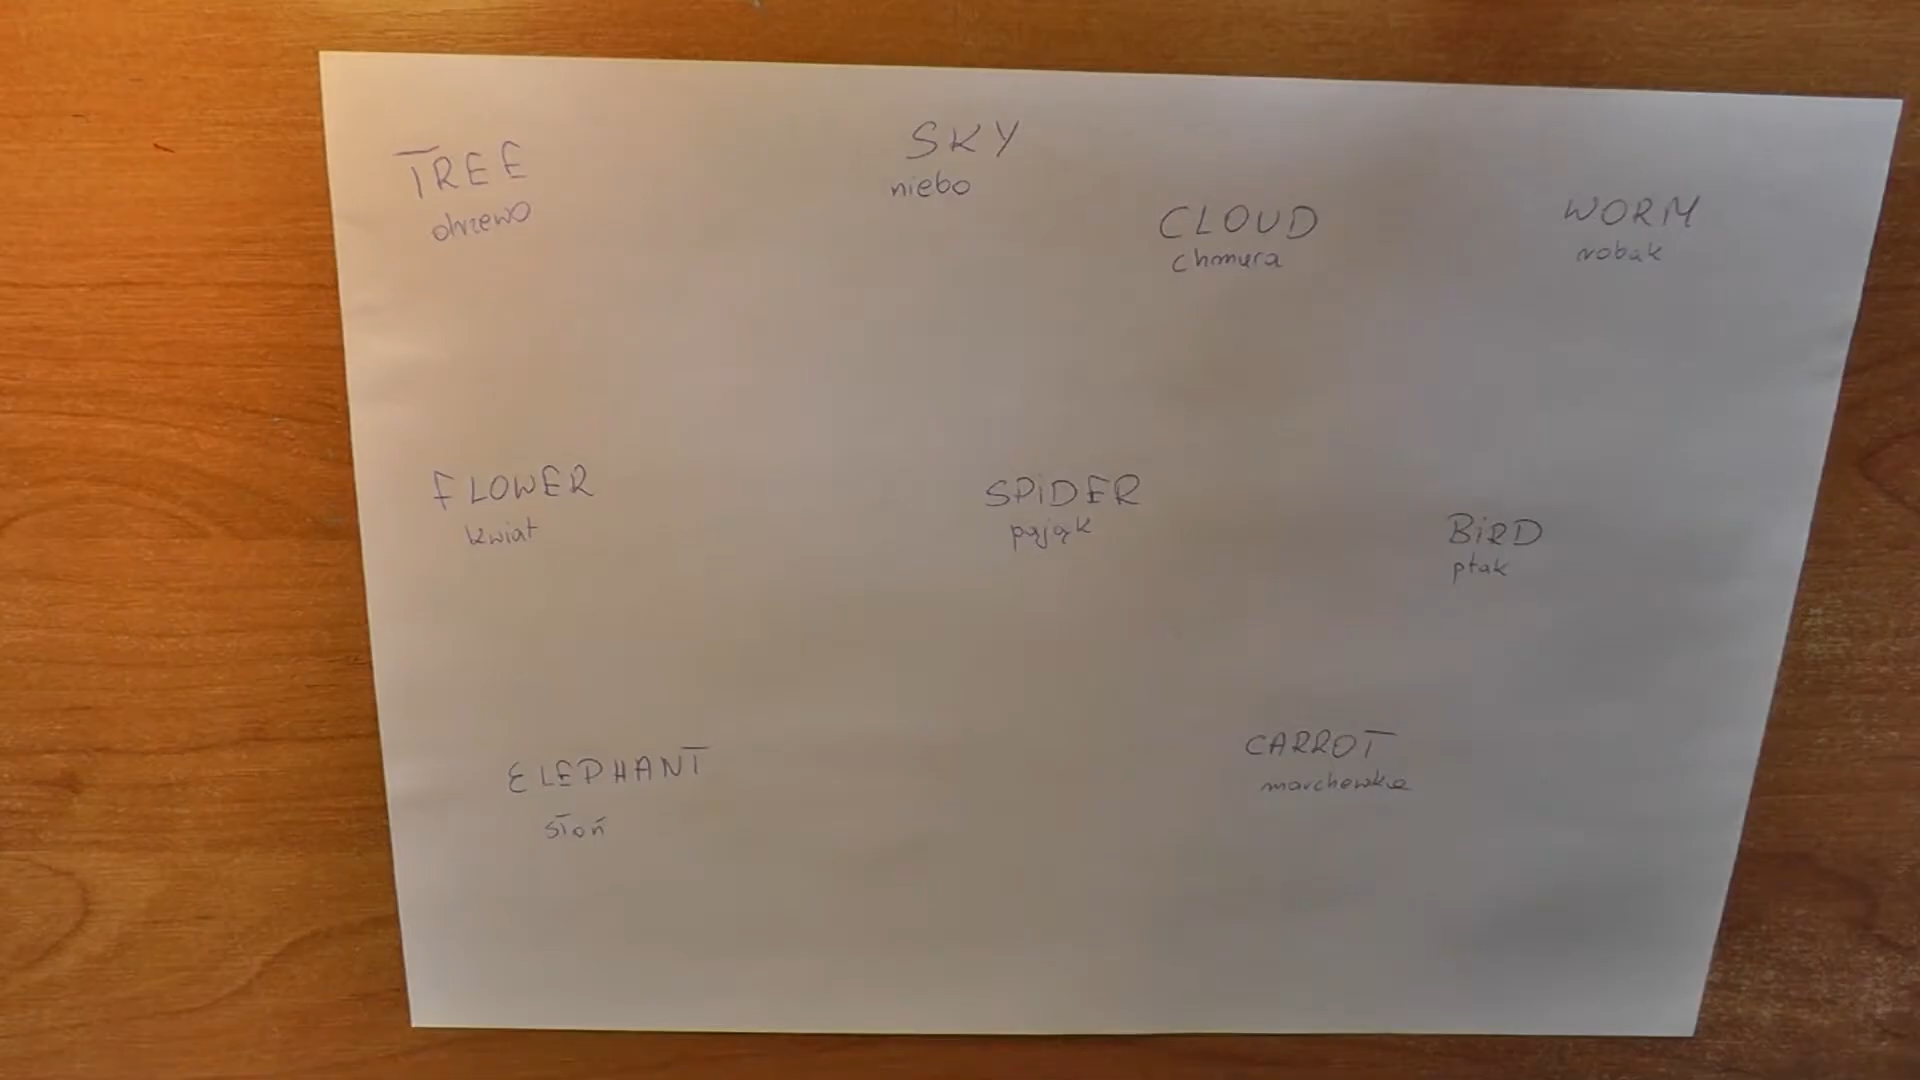 TREE
drzewo
SKY
niebo
CLOUD
chmura
WORM
robak
FLOWER
kwiat
SPiDER
pająk
BiRD
ptak
ELEPHANT
słoń
CARROT
marchewka